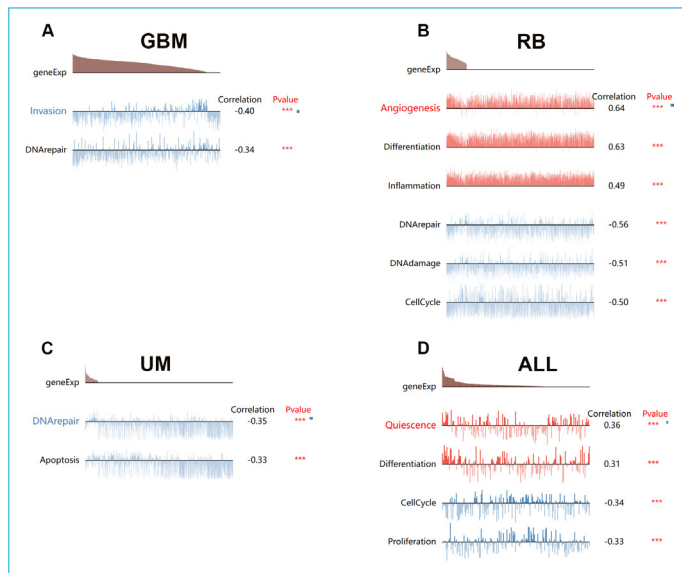 A GBM
geneExp
Correlation Pvalue
Invasion -0.40 ***
DNArepair -0.34 ***
B RB
geneExp
Correlation Pvalue
Angiogenesis 0.64 ***
Differentiation 0.63 ***
Inflammation 0.49 ***
DNArepair -0.56 ***
DNAdamage -0.51 ***
CellCycle -0.50 ***
C UM
geneExp
Correlation Pvalue
DNArepair -0.35 ***
Apoptosis -0.33 ***
D ALL
geneExp
Correlation Pvalue
Quiescence 0.36 ***
Differentiation 0.31 ***
CellCycle -0.34 ***
Proliferation -0.33 ***